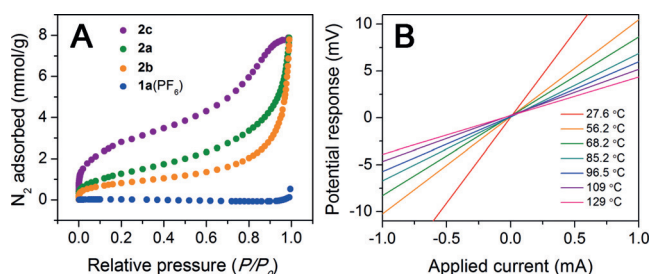 A
2c
2a
2b
1a(PF₆)
N₂ adsorbed (mmol/g)
8
6
4
2
0
0.0 0.2 0.4 0.6 0.8 1.0
Relative pressure (P/P₀)
B
Potential response (mV)
10
5
0
-5
-10
27.6 °C
56.2 °C
68.2 °C
85.2 °C
96.5 °C
109 °C
129 °C
-1.0 -0.5 0.0 0.5 1.0
Applied current (mA)